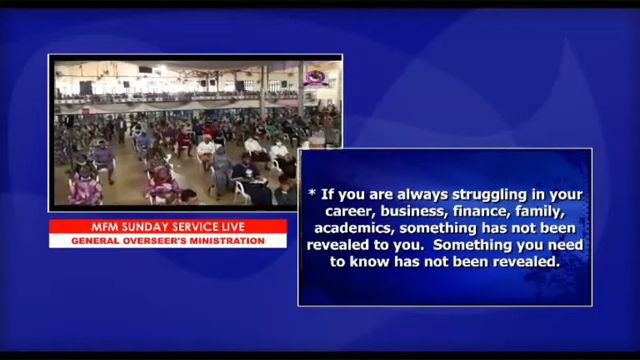 MFM SUNDAY SERVICE LIVE
GENERAL OVERSEER'S MINISTRATION
* If you are always struggling in your
career, business, finance, family,
academics, something has not been
revealed to you.  Something you need
to know has not been revealed.